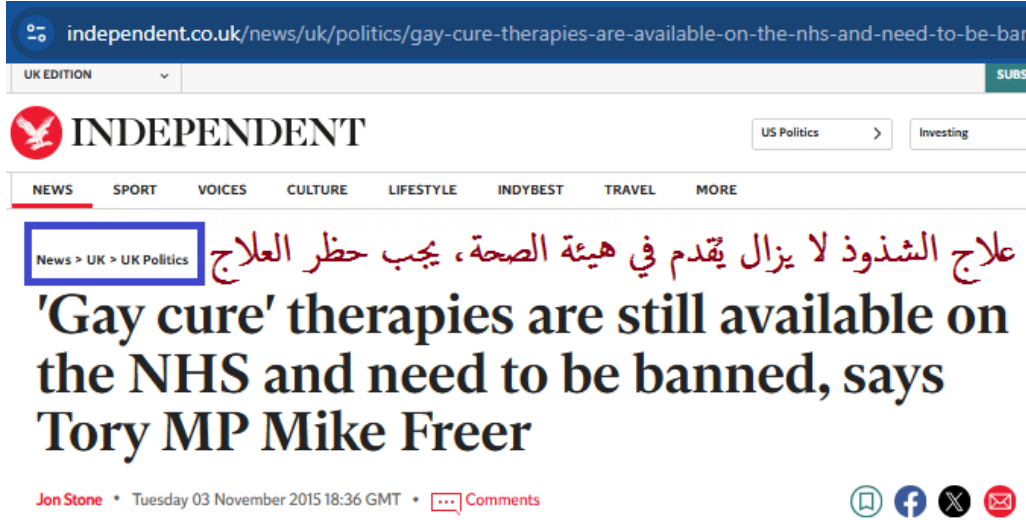 independent.co.uk/news/uk/politics/gay-cure-therapies-are-available-on-the-nhs-and-need-to-be-ban
UK EDITION
SUBS
INDEPENDENT
US Politics
Investing
NEWS SPORT VOICES CULTURE LIFESTYLE INDYBEST TRAVEL MORE
علاج الشذوذ لا يزال يُقدم في هيئة الصحة، يجب حظر العلاج
News > UK > UK Politics
'Gay cure' therapies are still available on
the NHS and need to be banned, says
Tory MP Mike Freer
Jon Stone • Tuesday 03 November 2015 18:36 GMT • Comments